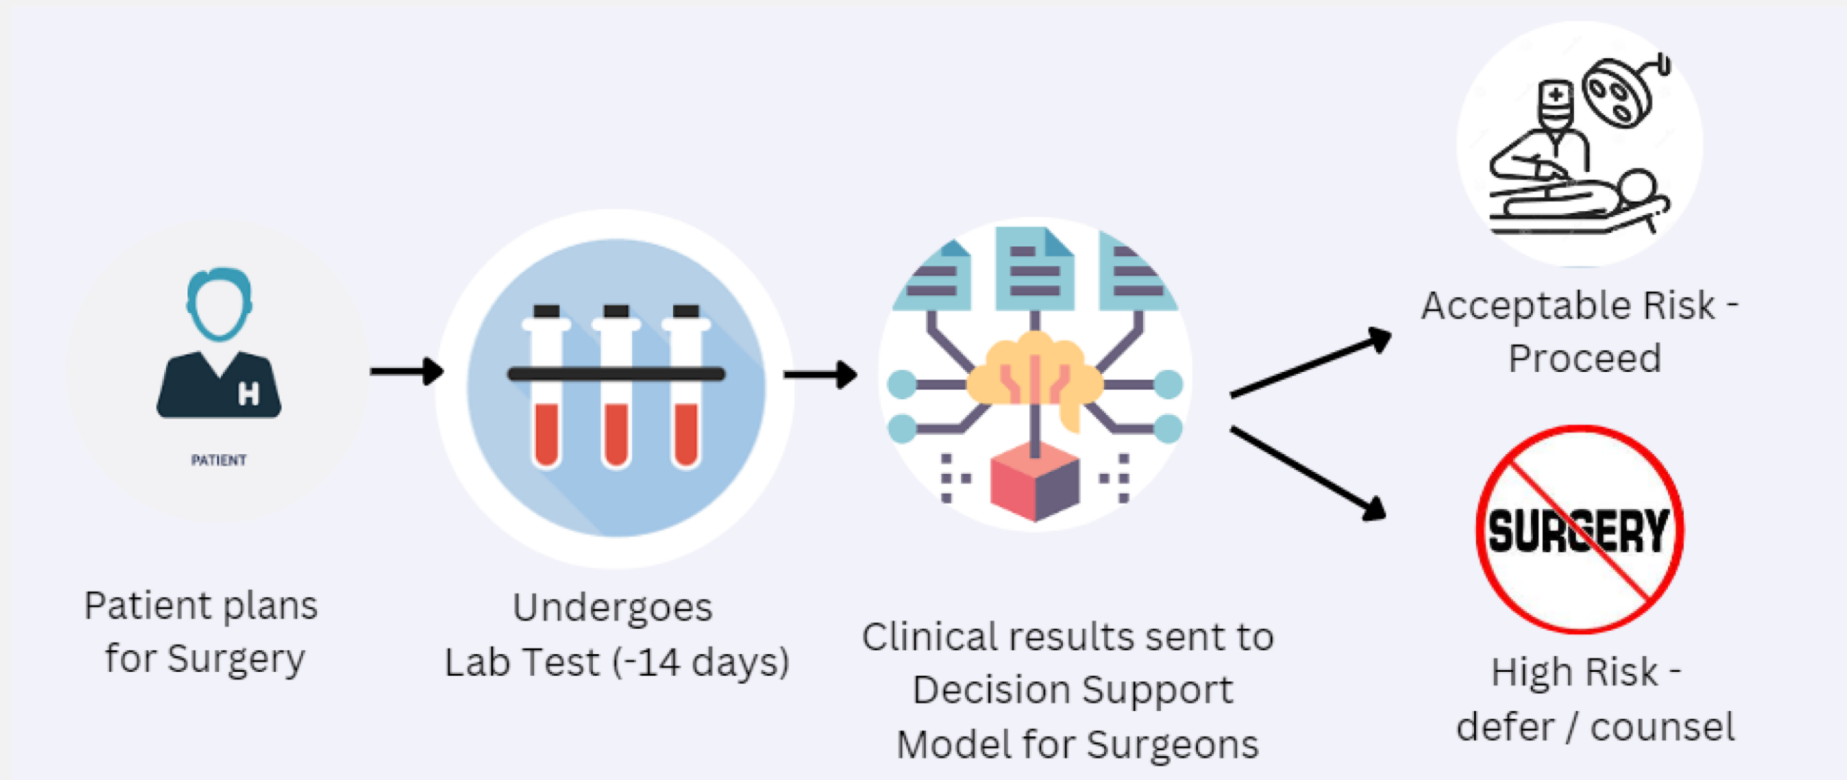 H
PATIENT
Patient plans
for Surgery
Undergoes
Lab Test (-14 days)
Clinical results sent to
Decision Support
Model for Surgeons
Acceptable Risk -
Proceed
SURGERY
High Risk -
defer / counsel